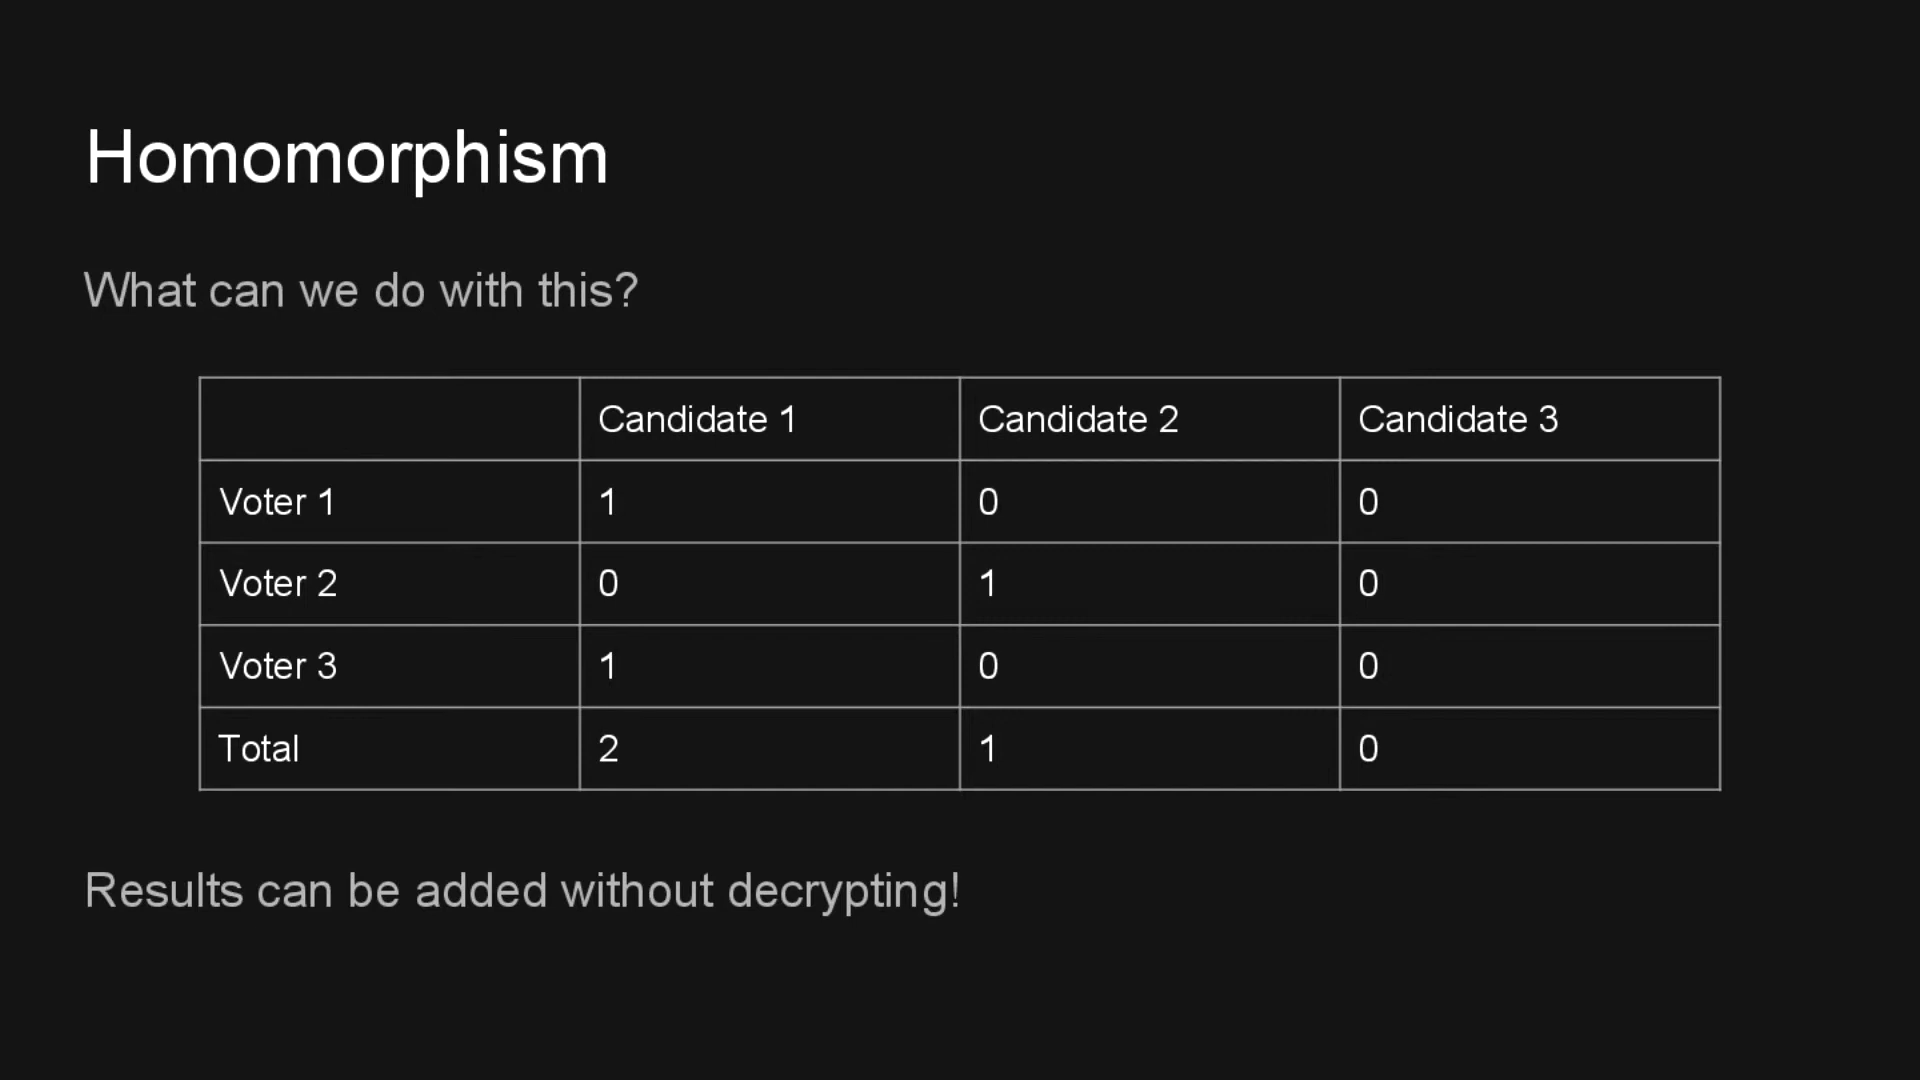 Homomorphism
What can we do with this?
Candidate 1 Candidate 2 Candidate 3
Voter 1 1 0 0
Voter 2 0 1 0
Voter 3 1 0 0
Total 2 1 0
Results can be added without decrypting!